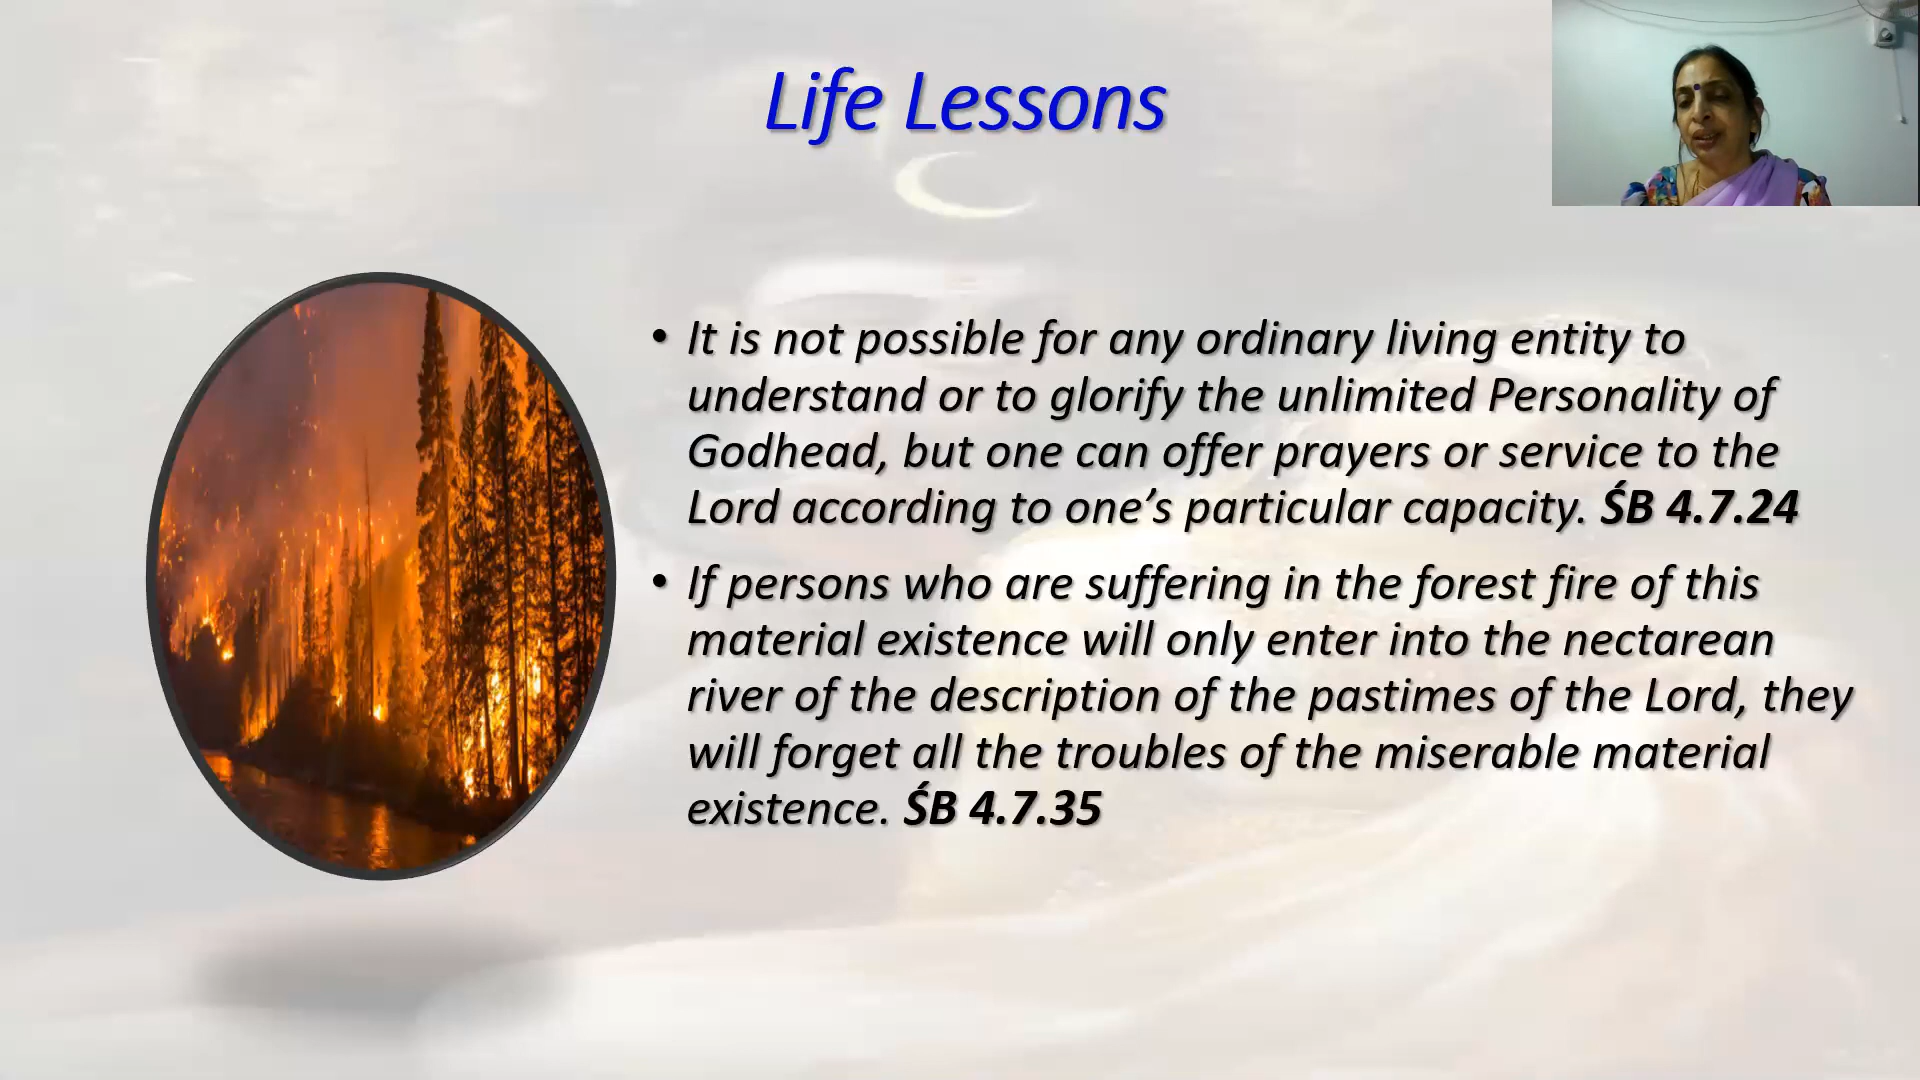 Life Lessons
• It is not possible for any ordinary living entity to
understand or to glorify the unlimited Personality of
Godhead, but one can offer prayers or service to the
Lord according to one’s particular capacity. ŚB 4.7.24
• If persons who are suffering in the forest fire of this
material existence will only enter into the nectarean
river of the description of the pastimes of the Lord, they
will forget all the troubles of the miserable material
existence. ŚB 4.7.35